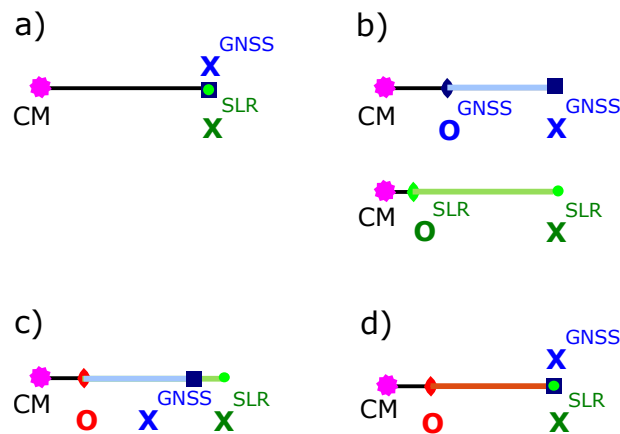 a)
X GNSS
CM
X SLR
b)
CM
O GNSS
X GNSS
CM
O SLR
X SLR
c)
CM
O
X GNSS
X SLR
d)
X GNSS
CM
O
X SLR